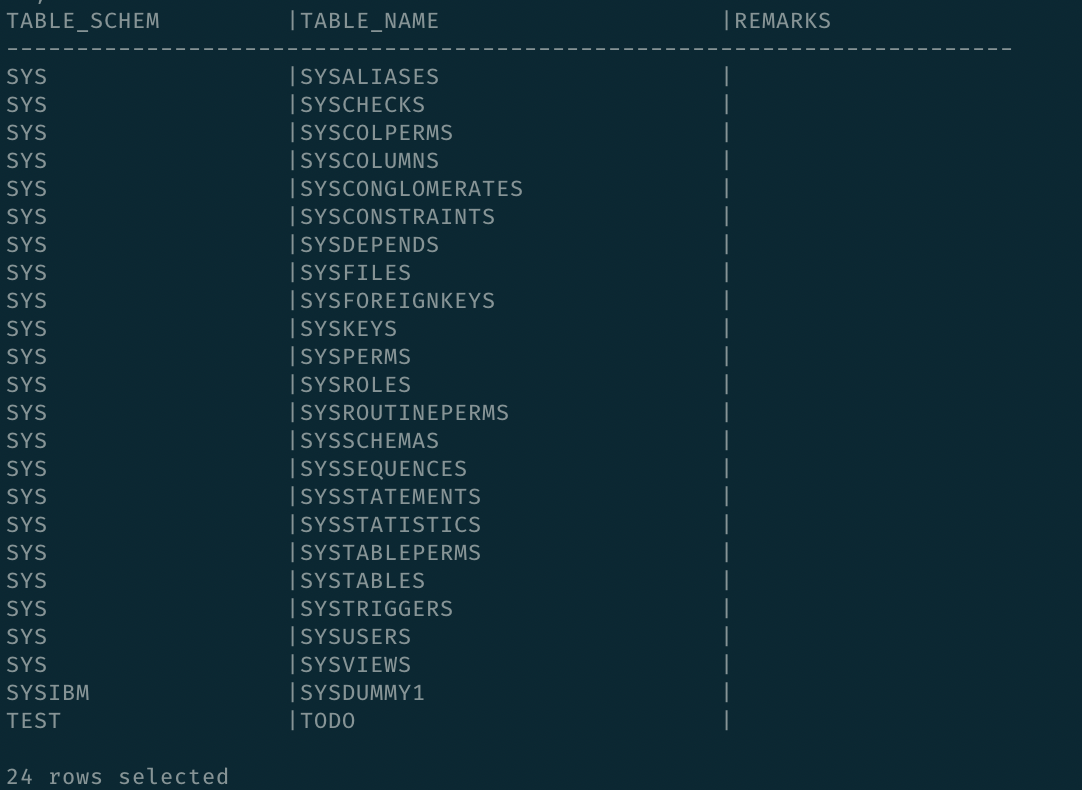 TABLE_SCHEM         |TABLE_NAME                    |REMARKS
------------------------------------------------------------------------
SYS                 |SYSALIASES                    |
SYS                 |SYSCHECKS                     |
SYS                 |SYSCOLPERMS                   |
SYS                 |SYSCOLUMNS                    |
SYS                 |SYSCONGLOMERATES              |
SYS                 |SYSCONSTRAINTS                |
SYS                 |SYSDEPENDS                    |
SYS                 |SYSFILES                      |
SYS                 |SYSFOREIGNKEYS                |
SYS                 |SYSKEYS                       |
SYS                 |SYSPERMS                      |
SYS                 |SYSROLES                      |
SYS                 |SYSROUTINEPERMS               |
SYS                 |SYSSCHEMAS                    |
SYS                 |SYSSEQUENCES                  |
SYS                 |SYSSTATEMENTS                 |
SYS                 |SYSSTATISTICS                 |
SYS                 |SYSTABLEPERMS                 |
SYS                 |SYSTABLES                     |
SYS                 |SYSTRIGGERS                   |
SYS                 |SYSUSERS                      |
SYS                 |SYSVIEWS                      |
SYSIBM              |SYSDUMMY1                     |
TEST                |TODO                          |
24 rows selected